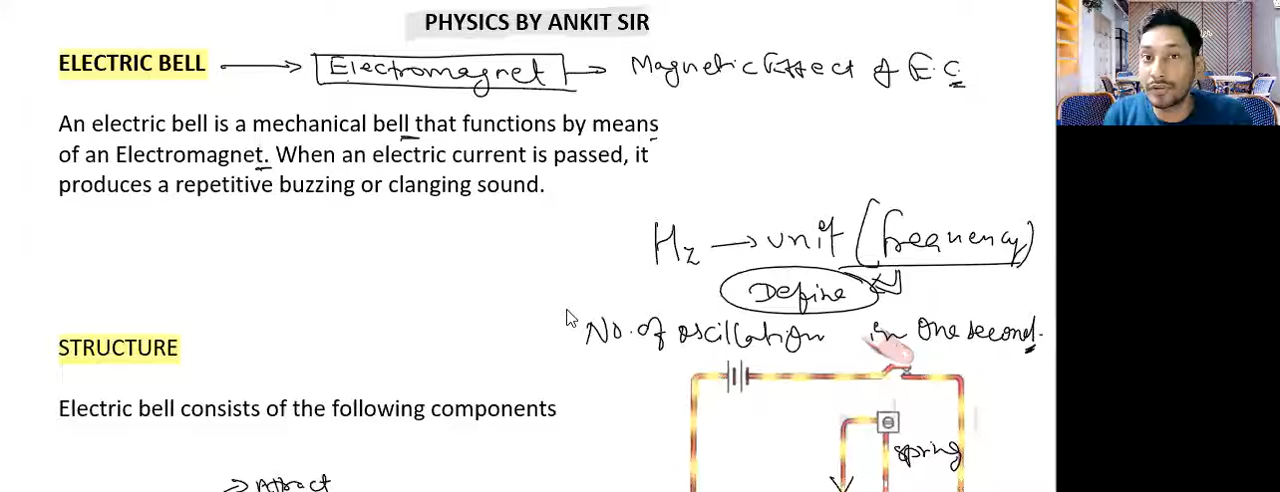 PHYSICS BY ANKIT SIR
ELECTRIC BELL → Electromagnet → Magnetic Effect of E.C.
An electric bell is a mechanical bell that functions by means
of an Electromagnet. When an electric current is passed, it
produces a repetitive buzzing or clanging sound.
Hz → unit of (frequency)
Define
No. of oscillation in one second.
STRUCTURE
Electric bell consists of the following components
spring
→ Attract